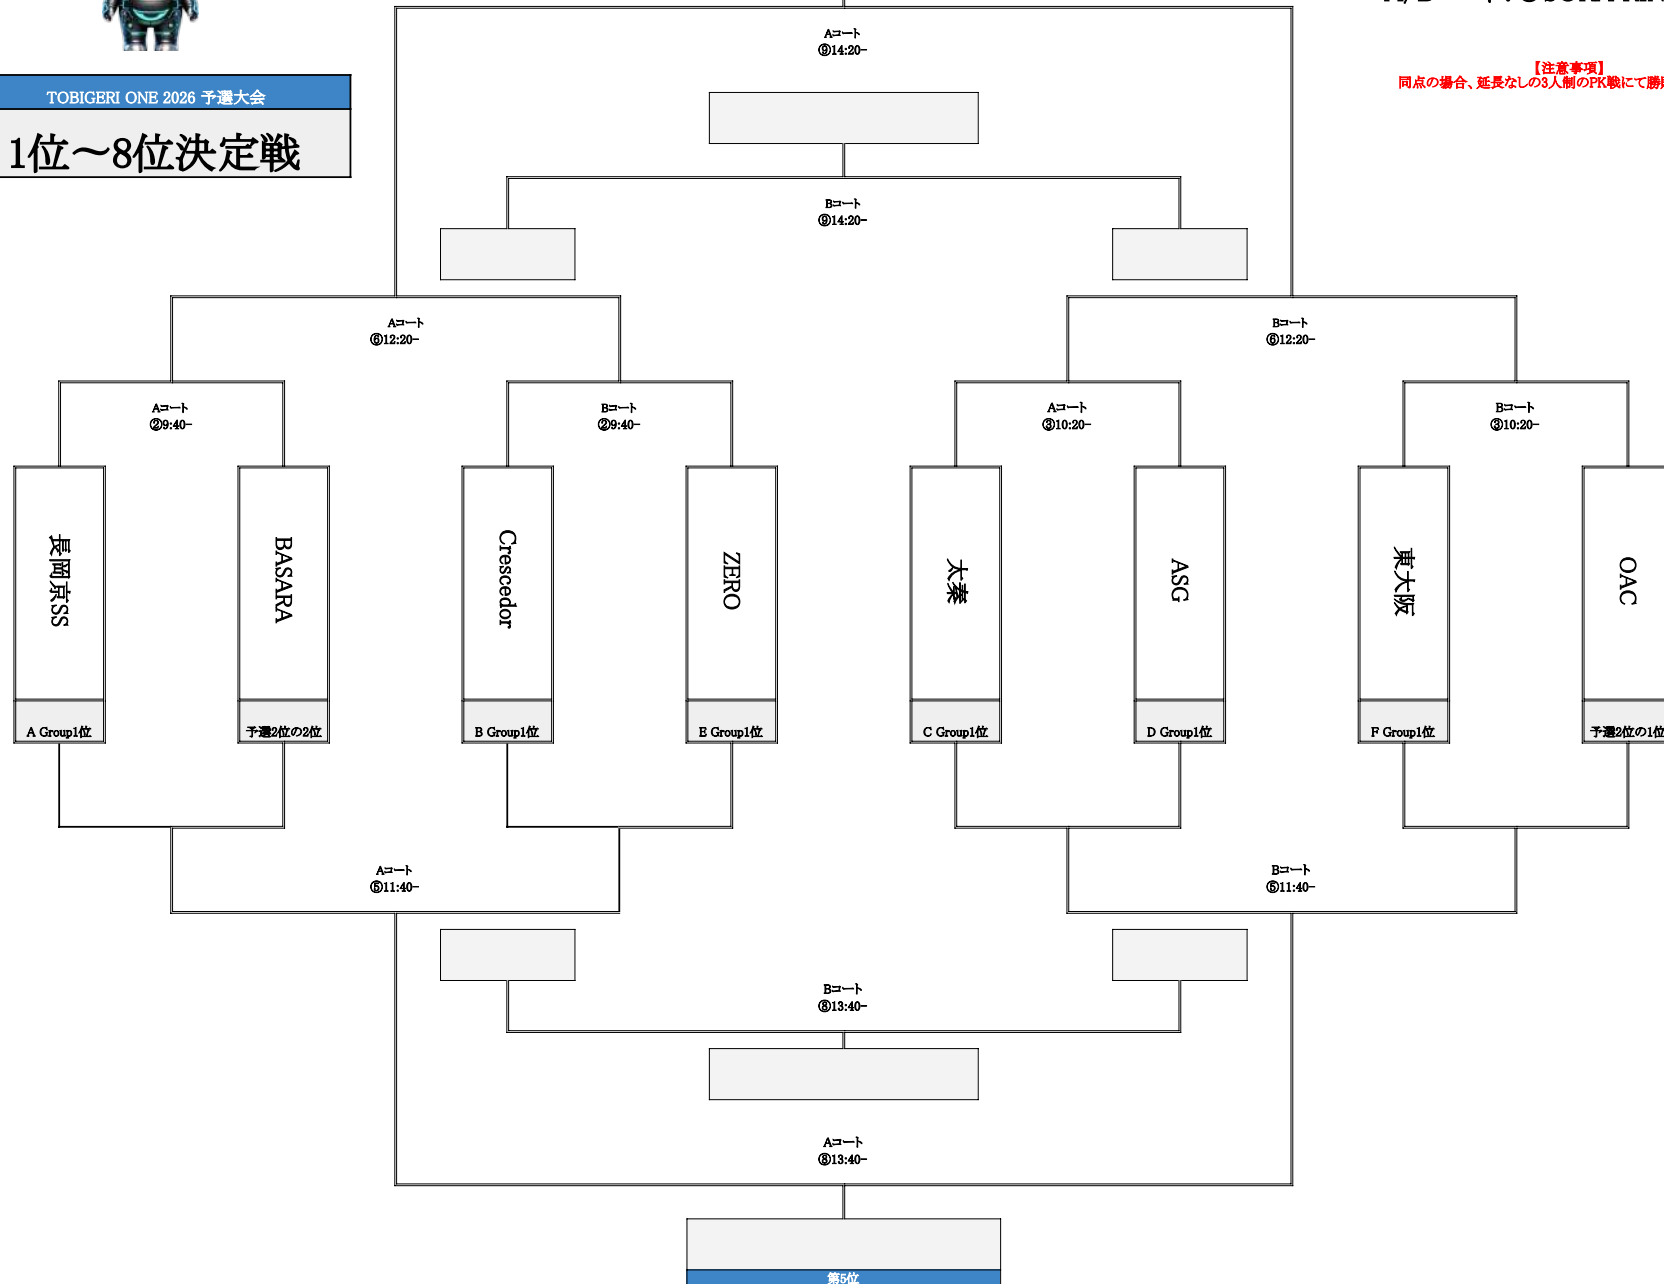 Aコート
⑨14:20-
【注意事項】
同点の場合、延長なしの3人制のPK戦にて勝
TOBIGERI ONE 2026 予選大会
1位～8位決定戦
Bコート
⑨14:20-
Aコート
⑥12:20-
Bコート
⑥12:20-
Aコート
②9:40-
Bコート
②9:40-
Aコート
③10:20-
Bコート
③10:20-
長岡京SS
BASARA
Crescedor
ZERO
太秦
ASG
東大阪
OAC
A Group1位
予選2位の2位
B Group1位
E Group1位
C Group1位
D Group1位
F Group1位
予選2位の1位
Aコート
⑤11:40-
Bコート
⑤11:40-
Bコート
⑧13:40-
Aコート
⑧13:40-
第5位